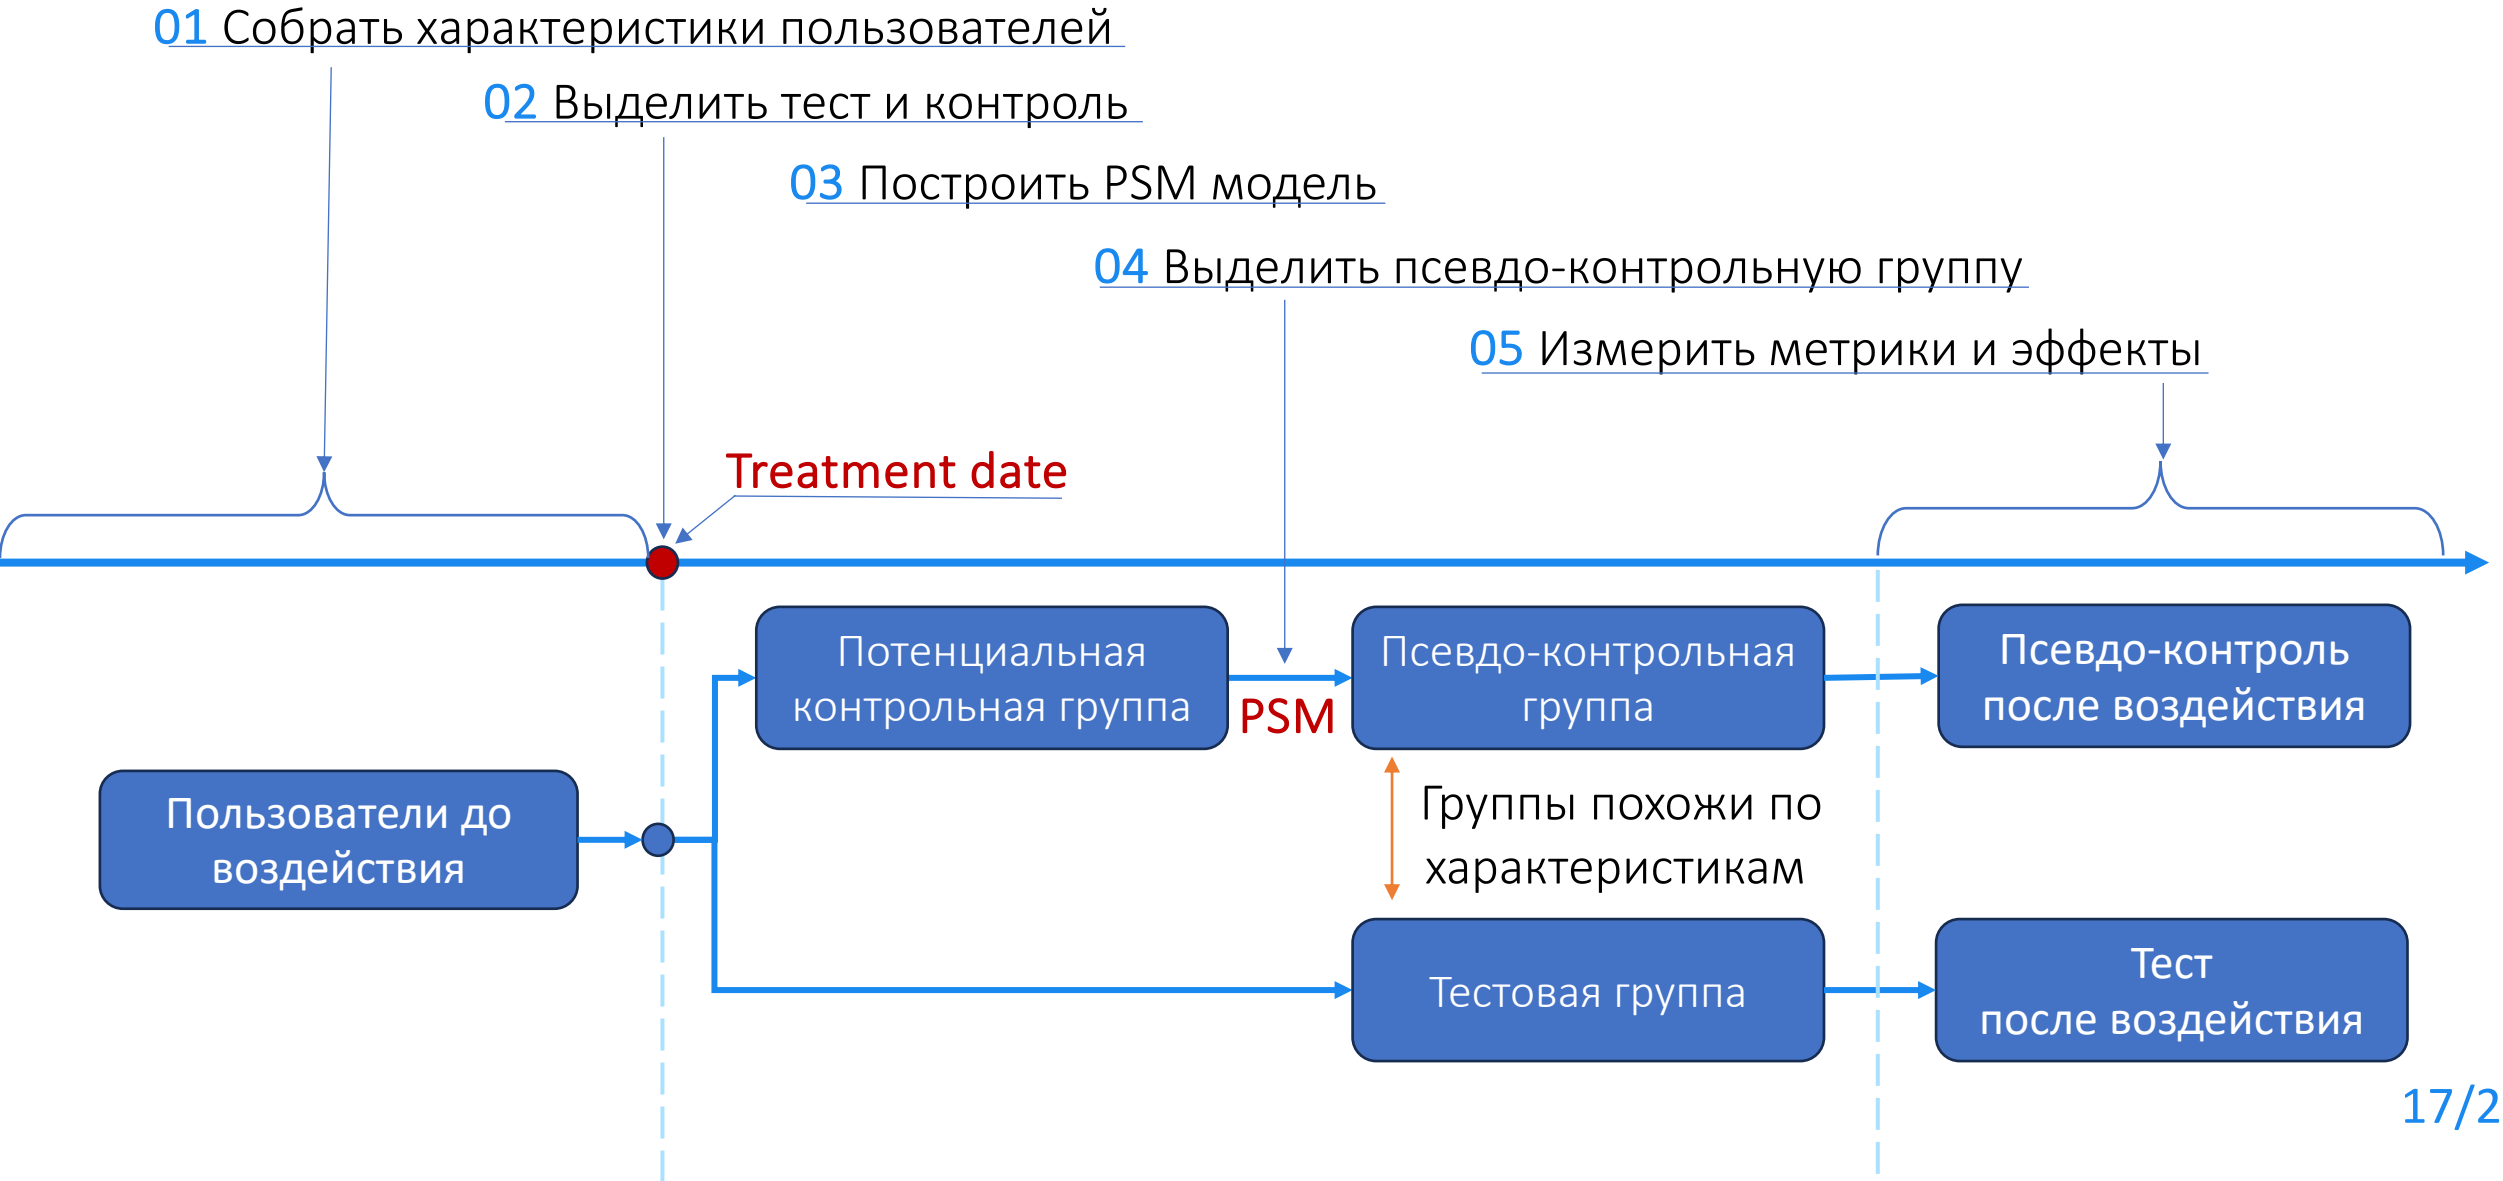 01 Собрать характеристики пользователей
02 Выделить тест и контроль
03 Построить PSM модель
04 Выделить псевдо-контрольную группу
05 Измерить метрики и эффекты
Treatment date
Потенциальная
контрольная группа
PSM
Псевдо-контрольная
группа
Псевдо-контроль
после воздействия
Пользователи до
воздействия
Группы похожи по
характеристикам
Тестовая группа
Тест
после воздействия
17/2